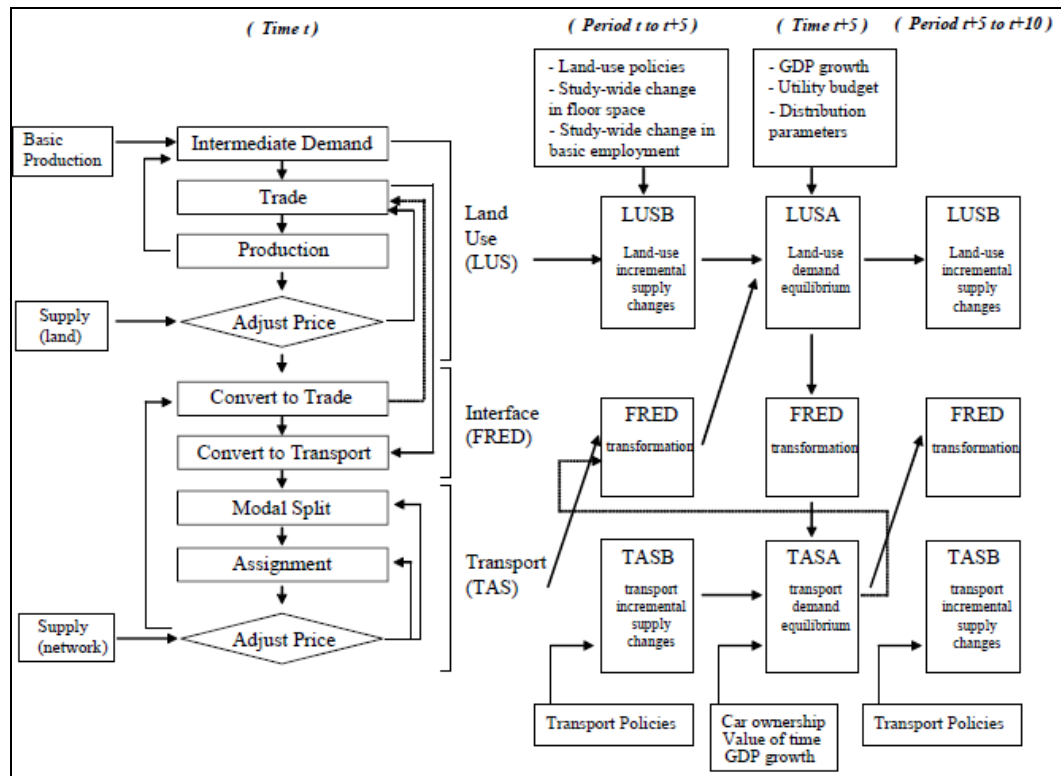 ( Time t )
( Period t to t+5 )
( Time t+5 )
( Period t+5 to t+10 )
- Land-use policies
- Study-wide change
in floor space
- Study-wide change in
basic employment
- GDP growth
- Utility budget
- Distribution
parameters
Basic
Production
Intermediate Demand
Trade
Production
Supply
(land)
Adjust Price
Convert to Trade
Convert to Transport
Modal Split
Assignment
Supply
(network)
Adjust Price
Land
Use
(LUS)
Interface
(FRED)
Transport
(TAS)
LUSB
Land-use
incremental
supply
changes
LUSA
Land-use
demand
equilibrium
LUSB
Land-use
incremental
supply
changes
FRED
transformation
FRED
transformation
FRED
transformation
TASB
transport
incremental
supply
changes
TASA
transport
demand
equilibrium
TASB
transport
incremental
supply
changes
Transport Policies
Car ownership
Value of time
GDP growth
Transport Policies